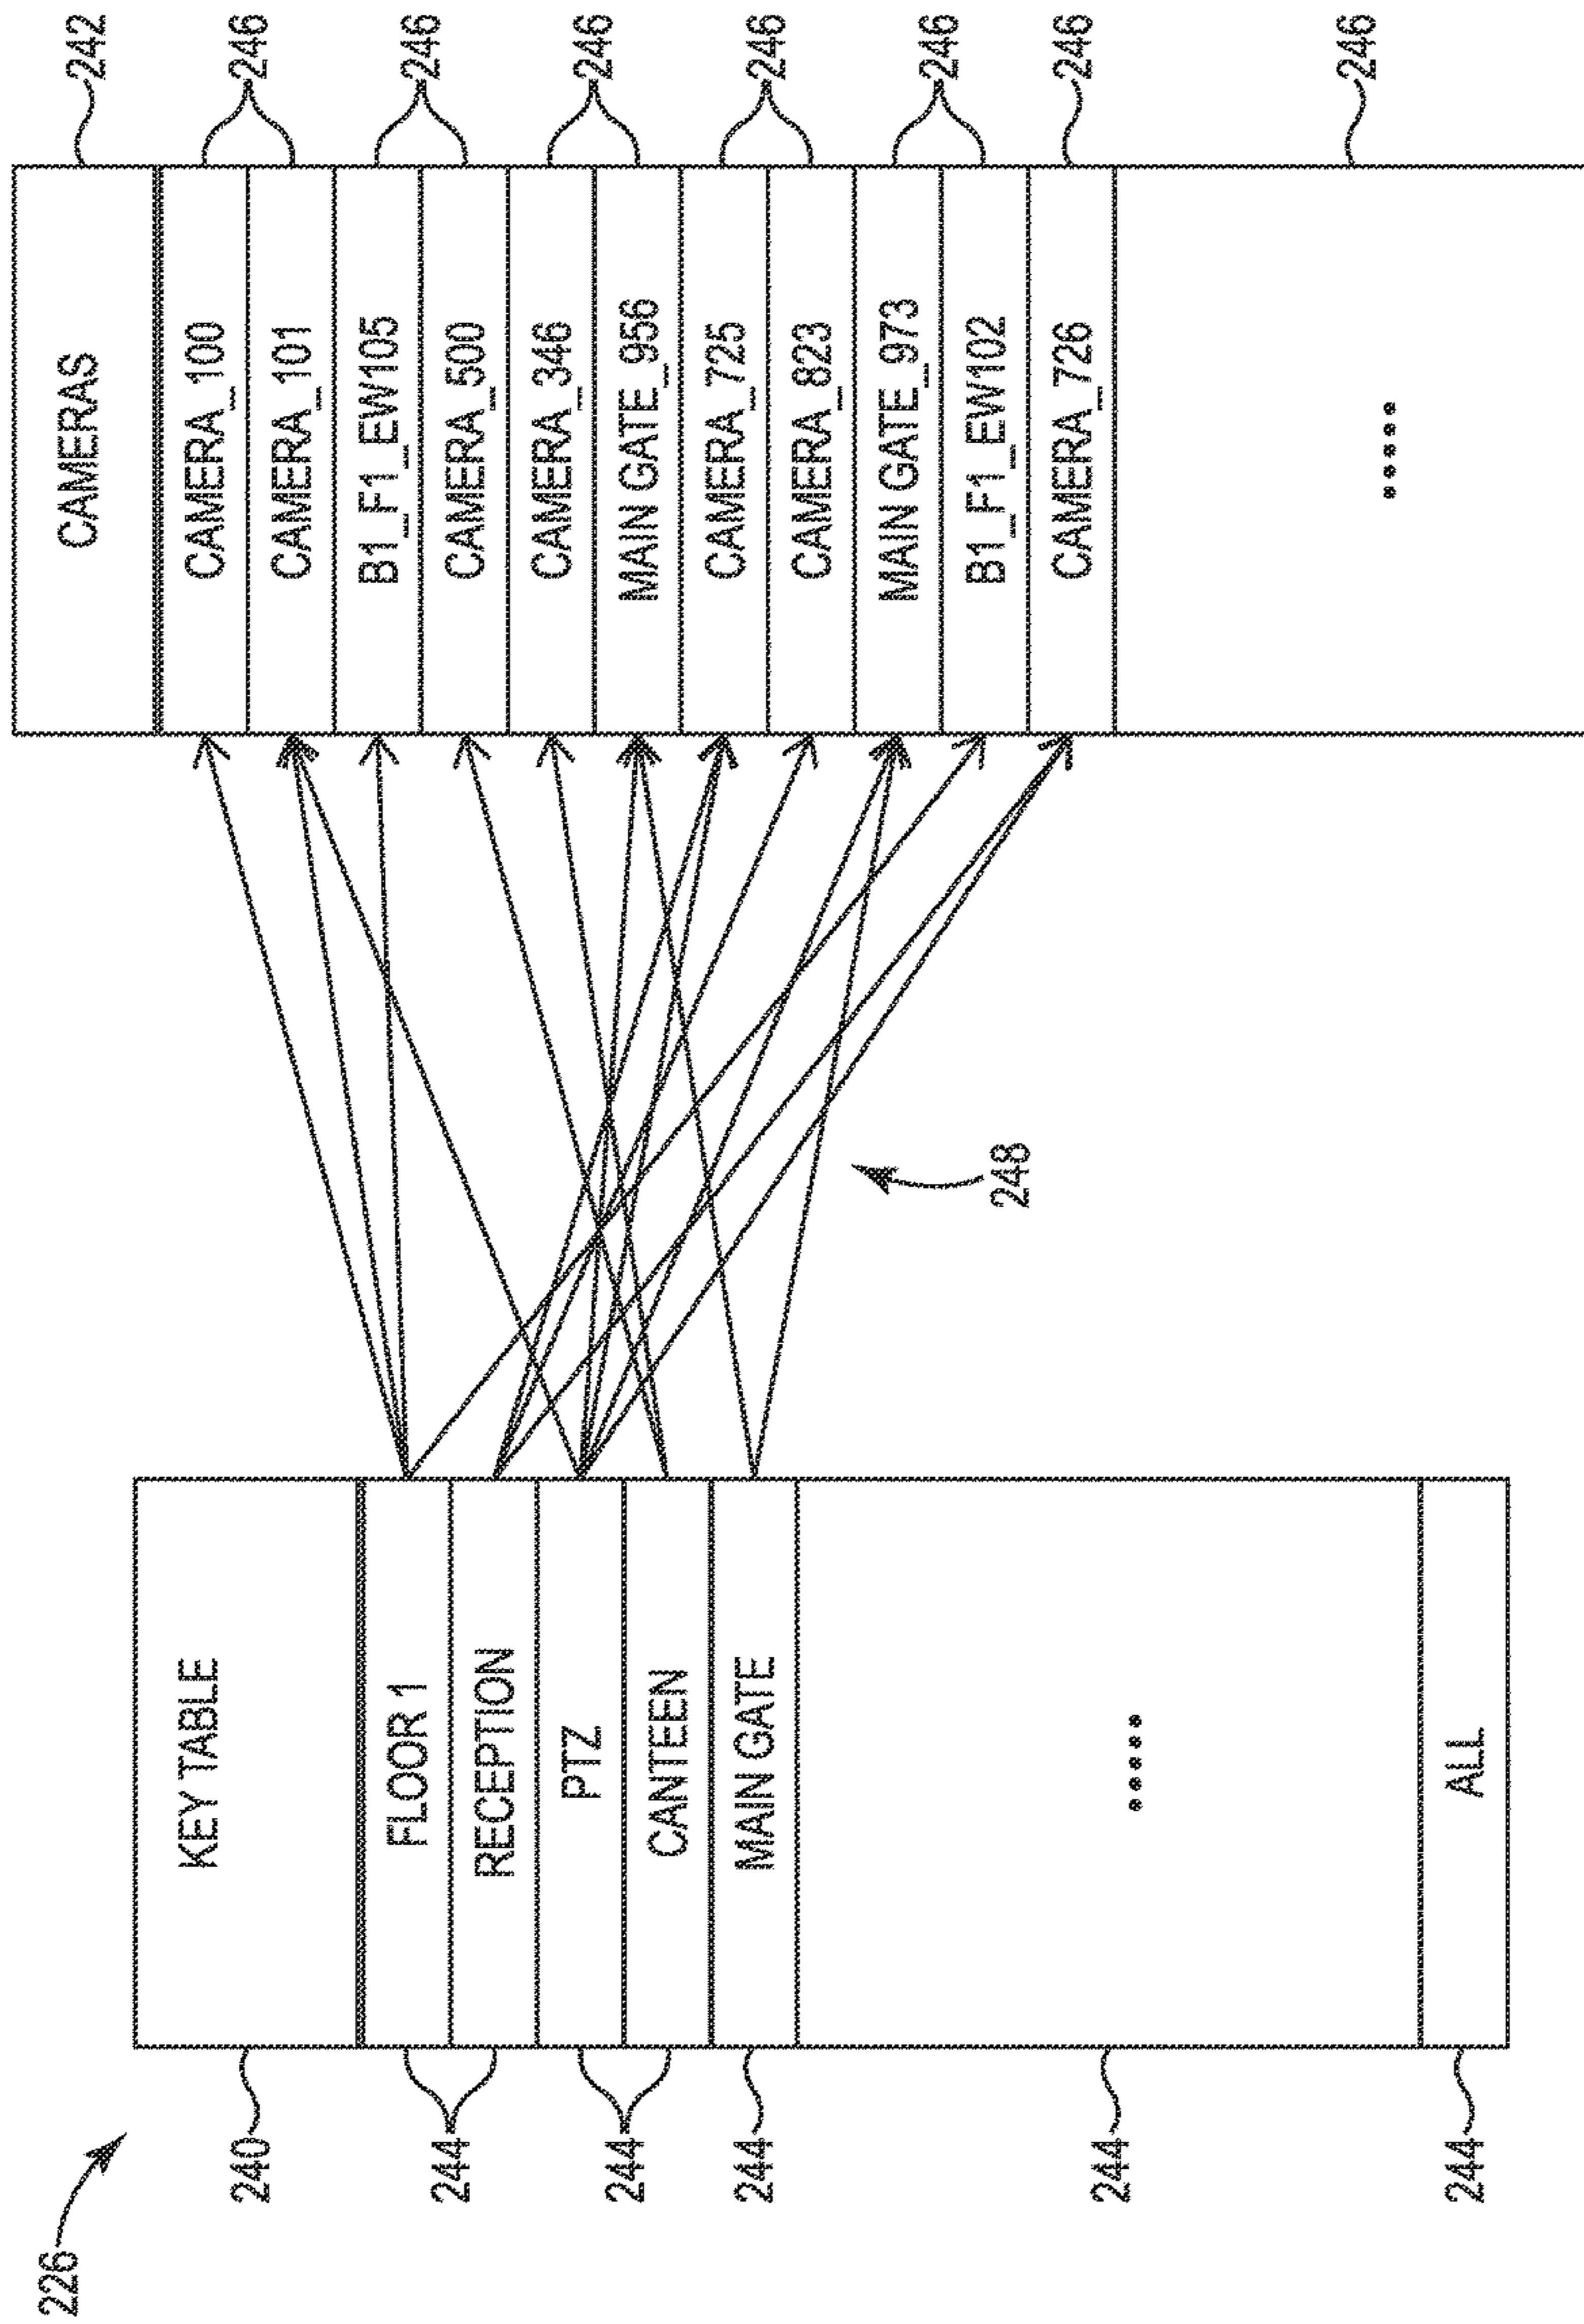 226
240
KEY TABLE
244
FLOOR 1
RECEPTION
244
PTZ
CANTEEN
244
MAIN GATE
244
.....
244
ALL
248
CAMERAS
242
CAMERA_100
CAMERA_101
246
B1_F1_EW105
CAMERA_500
246
CAMERA_346
MAIN GATE_956
246
CAMERA_725
CAMERA_823
246
MAIN GATE_973
B1_F1_EW102
246
CAMERA_726
246
.....
246